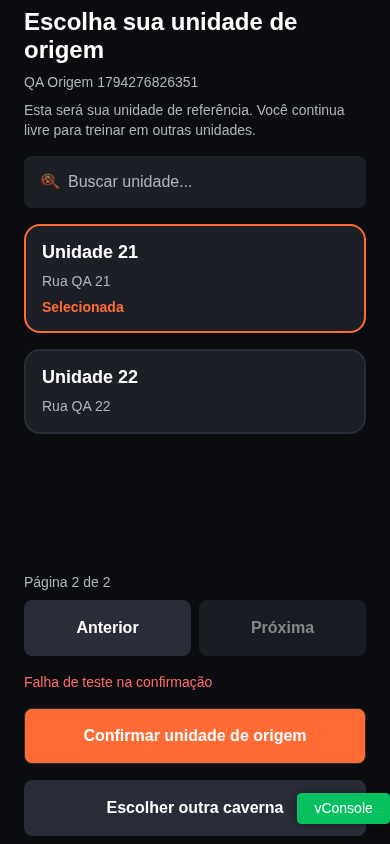 Escolha sua unidade de
origem
QA Origem 1794276826351
Esta será sua unidade de referência. Você continua
livre para treinar em outras unidades.
Buscar unidade...
Unidade 21
Rua QA 21
Selecionada
Unidade 22
Rua QA 22
Página 2 de 2
Anterior
Próxima
Falha de teste na confirmação
Confirmar unidade de origem
Escolher outra caverna
vConsole